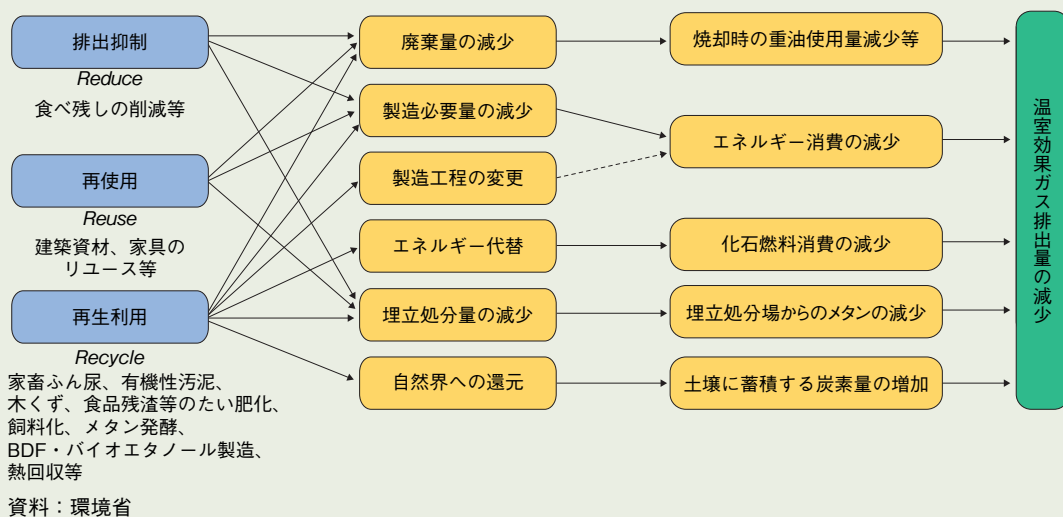 排出抑制
Reduce
食べ残しの削減等
再使用
Reuse
建築資材、家具の
リユース等
再生利用
Recycle
家畜ふん尿、有機性汚泥、
木くず、食品残渣等のたい肥化、
飼料化、メタン発酵、
BDF・バイオエタノール製造、
熱回収等
廃棄量の減少
製造必要量の減少
製造工程の変更
エネルギー代替
埋立処分量の減少
自然界への還元
焼却時の重油使用量減少等
エネルギー消費の減少
化石燃料消費の減少
埋立処分場からのメタンの減少
土壌に蓄積する炭素量の増加
温室効果ガス排出量の減少
資料：環境省